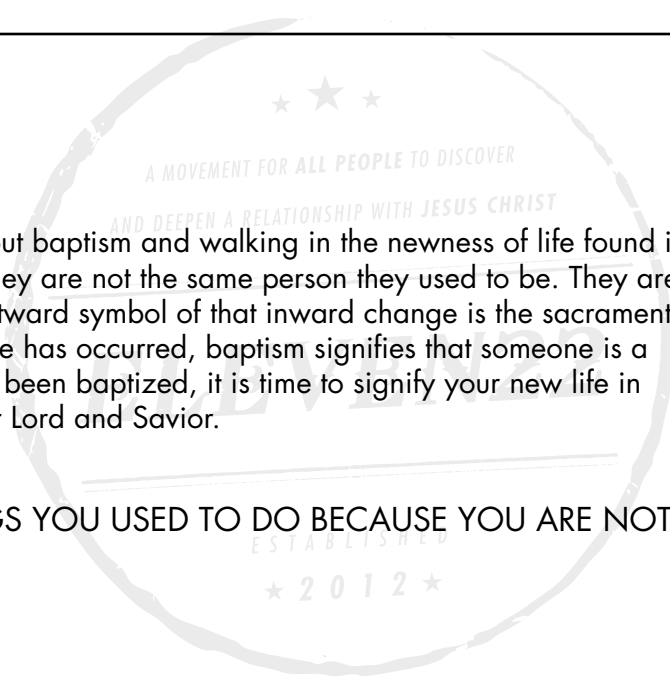 A MOVEMENT FOR ALL PEOPLE TO DISCOVER
AND DEEPEN A RELATIONSHIP WITH JESUS CHRIST
out baptism and walking in the newness of life found
ey are not the same person they used to be. They are
tward symbol of that inward change is the sacrament
e has occurred, baptism signifies that someone is a
been baptized, it is time to signify your new life in
Lord and Savior.
ELEVEN22
GS YOU USED TO DO BECAUSE YOU ARE NOT
ESTABLISHED
2012